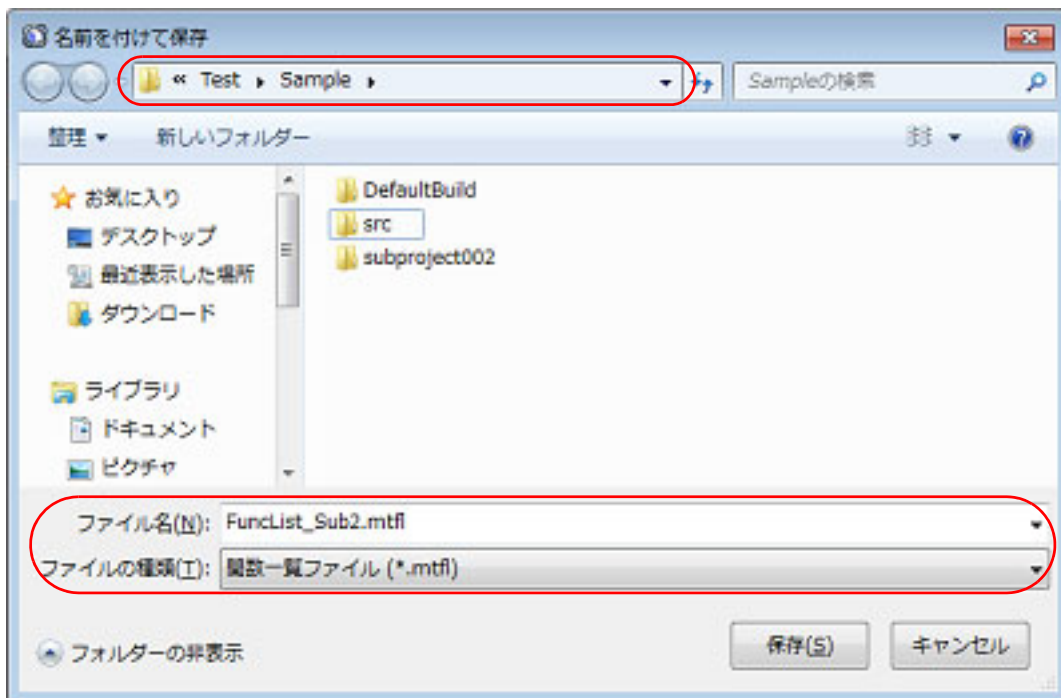 名前を付けて保存
« Test ▸ Sample ▸
Sampleの検索
整理 ▼ 新しいフォルダー
お気に入り
デスクトップ
最近表示した場所
ダウンロード
ライブラリ
ドキュメント
ピクチャ
DefaultBuild
src
subproject002
ファイル名(N): FuncList_Sub2.mtfl
ファイルの種類(T): 関数一覧ファイル (*.mtfl)
フォルダーの非表示
保存(S) キャンセル